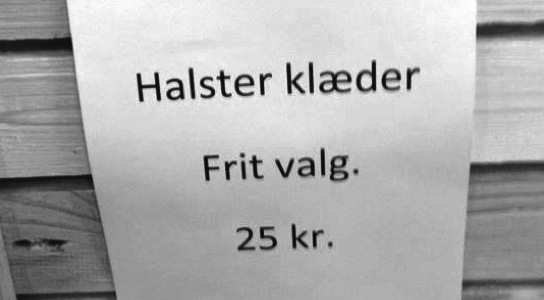 Halster klæder
Frit valg.
25 kr.